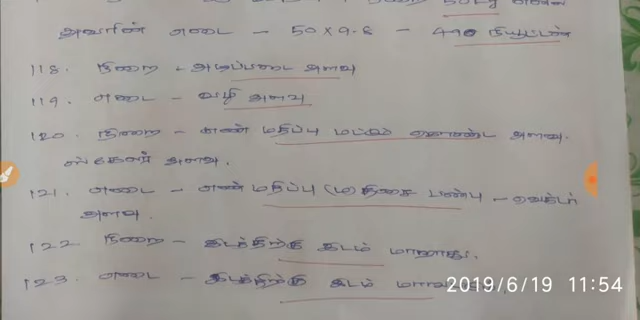 நிறை 50கி
அவரின் எடை - 50 x 9.8 - 490 நியூட்டன்
118. நிறை - அடிப்படை அளவு
119. எடை - வழி அளவு
120. நிறை - எண் மதிப்பு மட்டும் கொண்ட அளவு.
ஸ்கேலர் அளவு.
121. எடை - எண் மதிப்பு (ம) திசை பண்பு - வெக்டர்
அளவு.
122. நிறை - இடத்திற்கு இடம் மாறாது.
123. எடை - இடத்திற்கு இடம்
2019/6/19 11:54